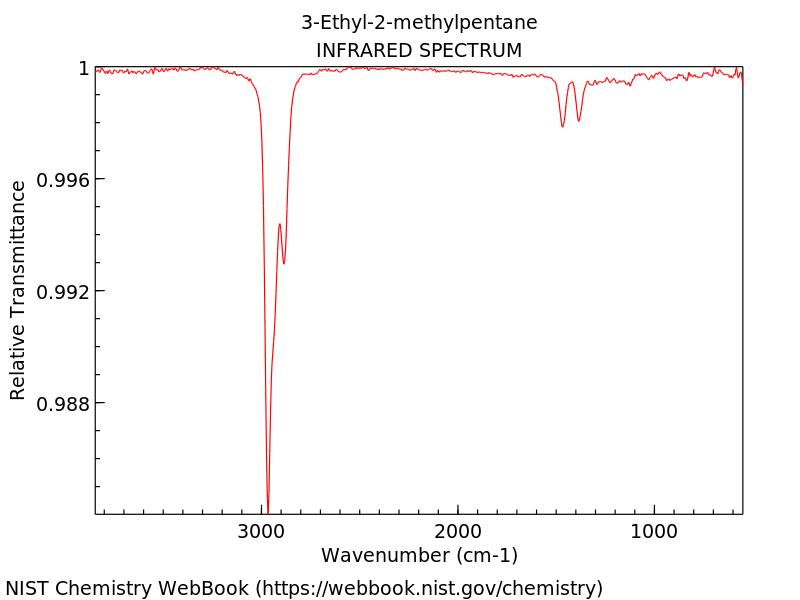 3-Ethyl-2-methylpentane
INFRARED SPECTRUM
1
0.996
0.992
0.988
Relative Transmittance
3000 2000 1000
Wavenumber (cm-1)
NIST Chemistry WebBook (https://webbook.nist.gov/chemistry)